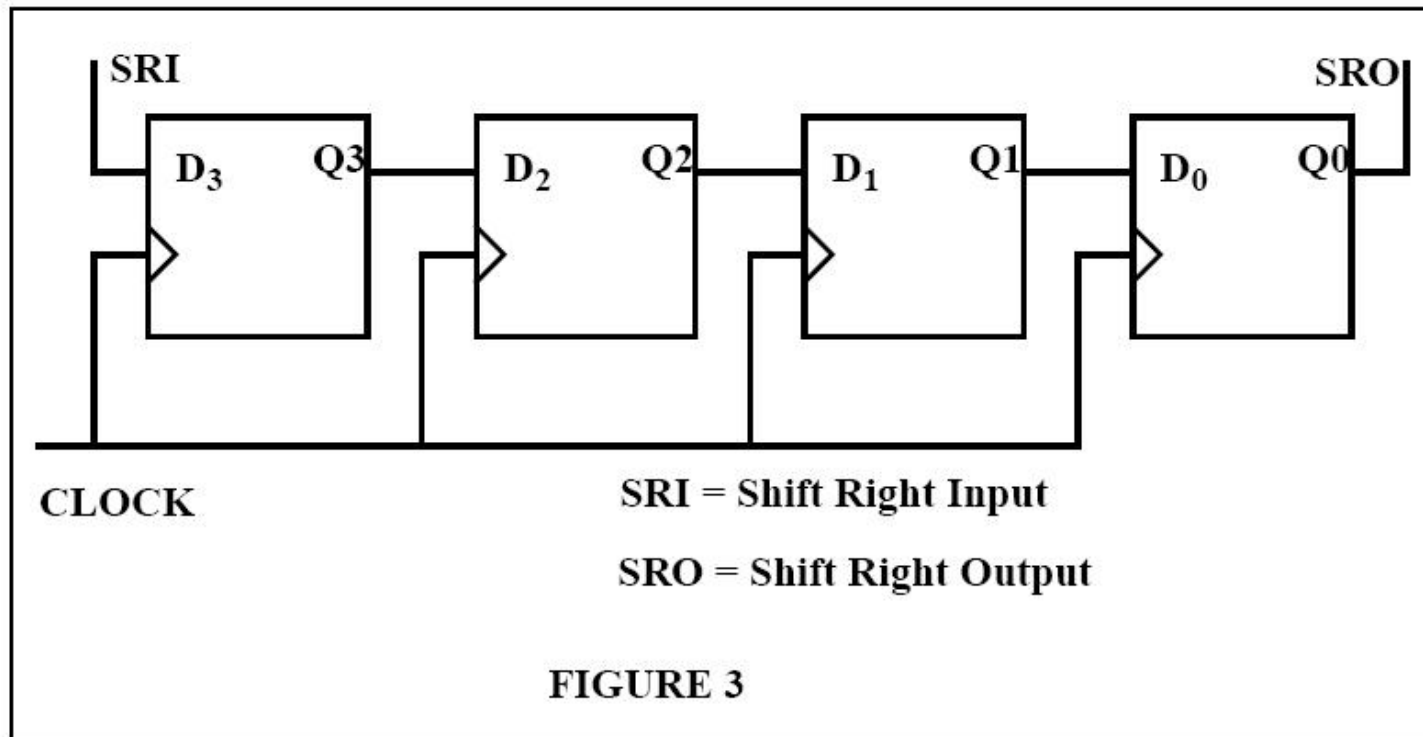 SRI
SRO
D₃ Q3 D₂ Q2 D₁ Q1 D₀ Q0
CLOCK
SRI = Shift Right Input
SRO = Shift Right Output
FIGURE 3